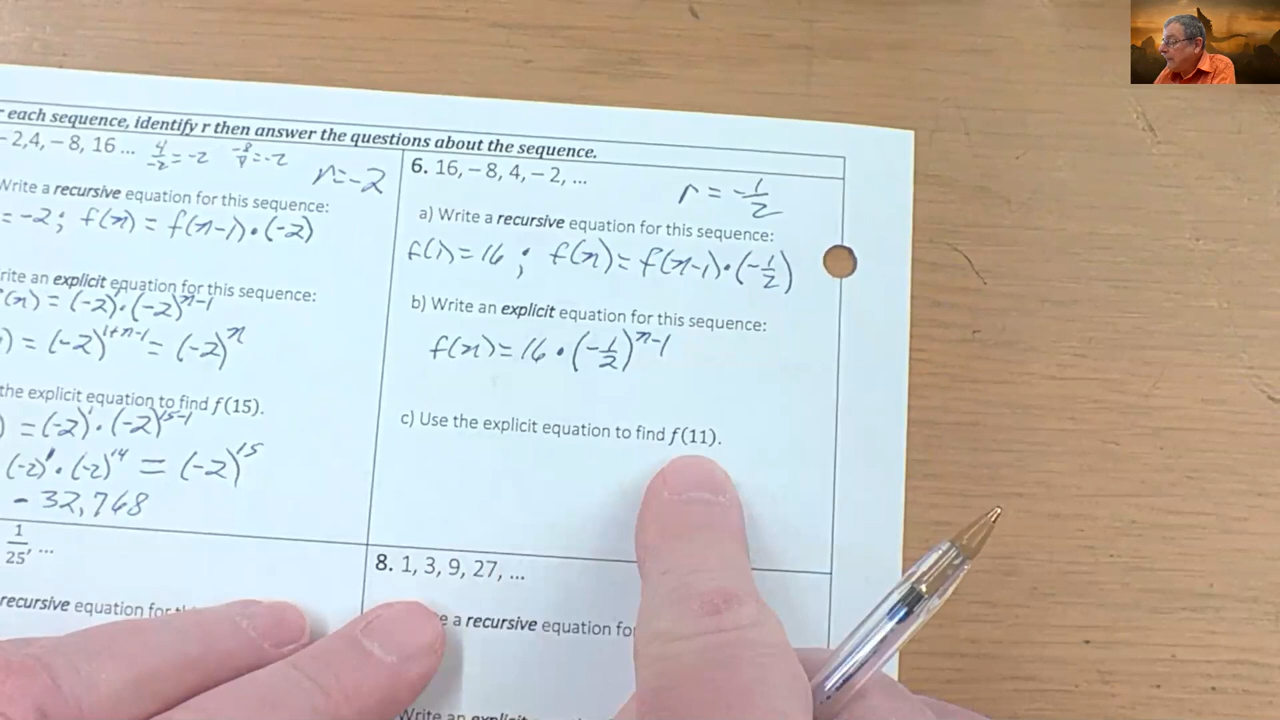 each sequence, identify r then answer the questions about the sequence.
-2,4, – 8, 16 ... 4/-2 = -2 -8/4 = -2 r = -2
Write a recursive equation for this sequence:
= -2; f(n) = f(n-1)·(-2)
rite an explicit equation for this sequence:
f(n) = (-2)·(-2)^n-1
) = (-2)^1+n-1 = (-2)^n
the explicit equation to find f(15).
) = (-2)^1·(-2)^15-1
(-2)^1·(-2)^14 = (-2)^15
- 32,768
6. 16, – 8, 4, – 2, ... r = -1/2
a) Write a recursive equation for this sequence:
f(1) = 16; f(n) = f(n-1)·(-1/2)
b) Write an explicit equation for this sequence:
f(n) = 16·(-1/2)^n-1
c) Use the explicit equation to find f(11).
1/25, ...
recursive equation for
8. 1, 3, 9, 27, ...
e a recursive equation for
Write an explicit